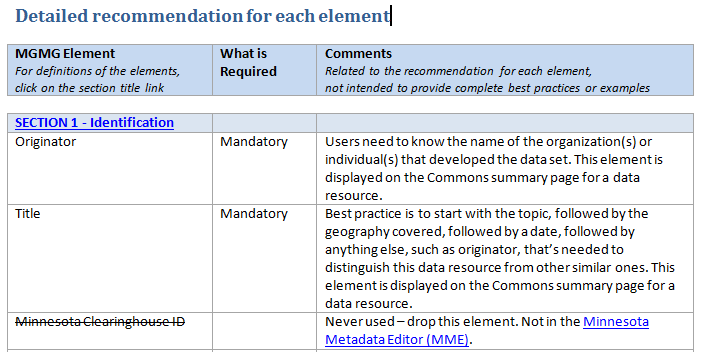 Detailed recommendation for each element
MGMG Element
For definitions of the elements,
click on the section title link
What is
Required
Comments
Related to the recommendation for each element,
not intended to provide complete best practices or examples
SECTION 1 - Identification
Originator
Mandatory
Users need to know the name of the organization(s) or
individual(s) that developed the data set. This element is
displayed on the Commons summary page for a data
resource.
Title
Mandatory
Best practice is to start with the topic, followed by the
geography covered, followed by a date, followed by
anything else, such as originator, that's needed to
distinguish this data resource from other similar ones. This
element is displayed on the Commons summary page for a
data resource.
Minnesota Clearinghouse ID
Never used – drop this element. Not in the Minnesota
Metadata Editor (MME).